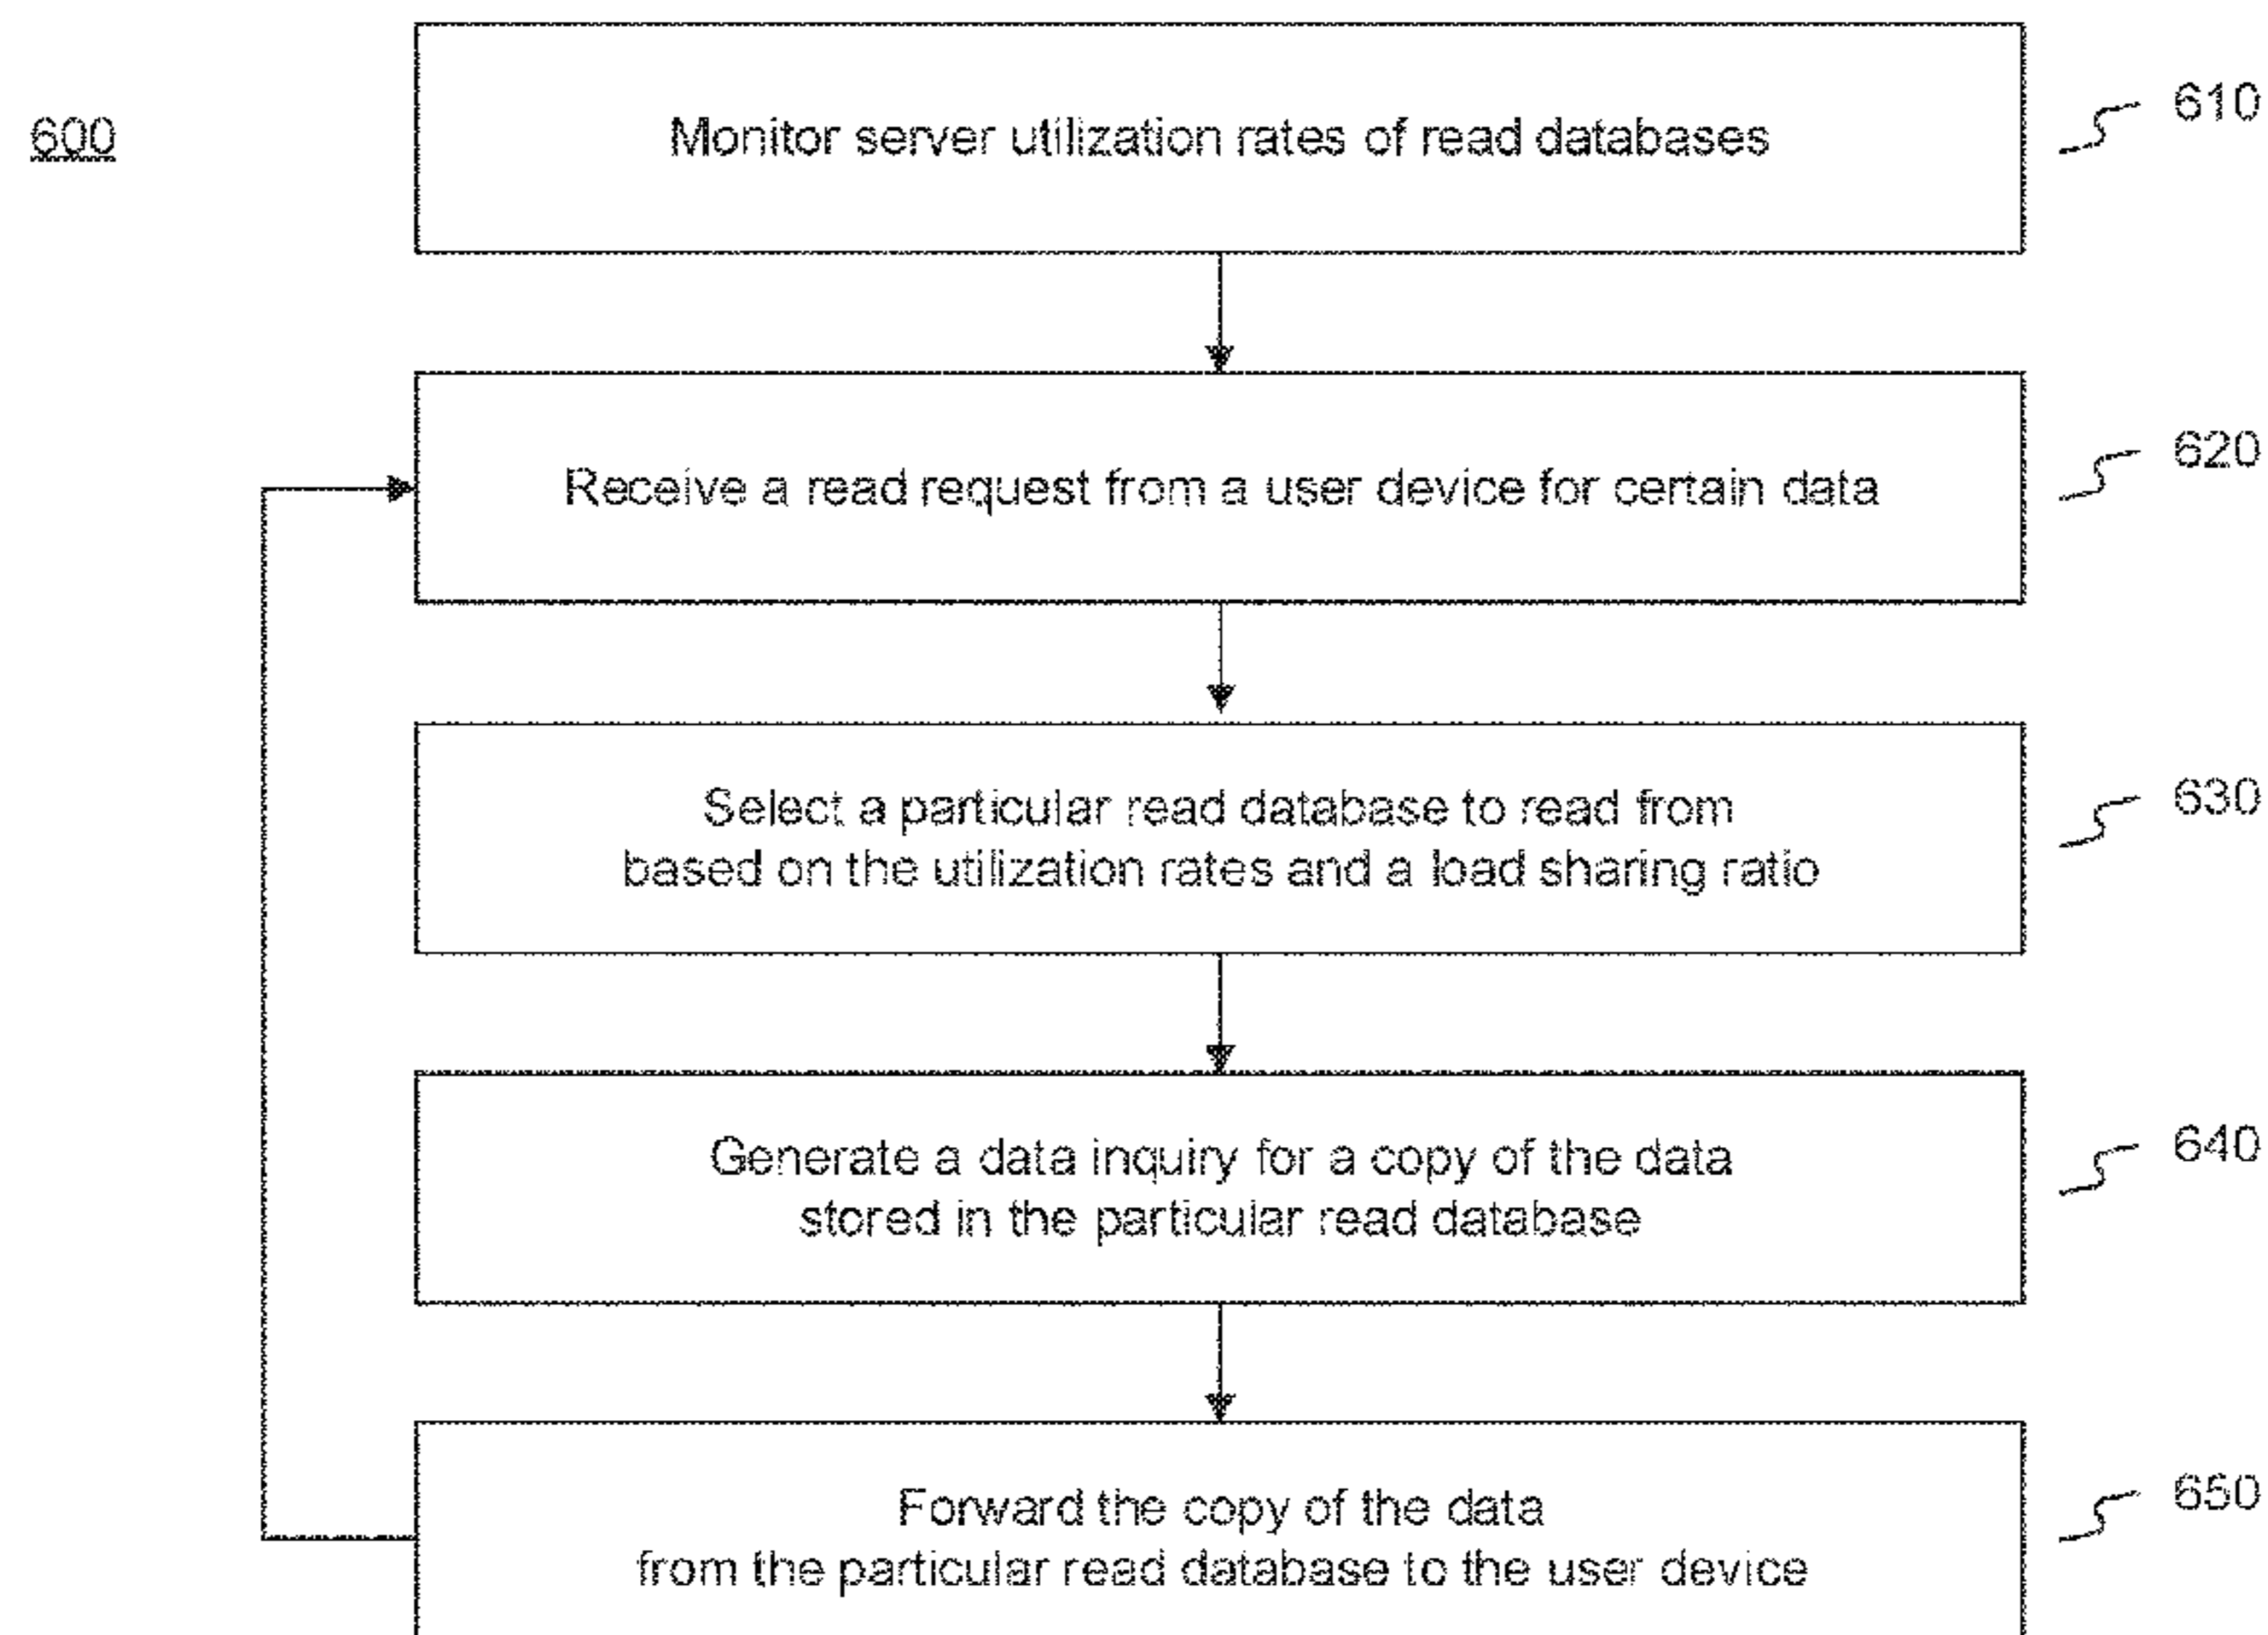 600
Monitor server utilization rates of read databases
610
Receive a read request from a user device for certain data
620
Select a particular read database to read from
based on the utilization rates and a load sharing ratio
630
Generate a data inquiry for a copy of the data
stored in the particular read database
640
Forward the copy of the data
from the particular read database to the user device
650